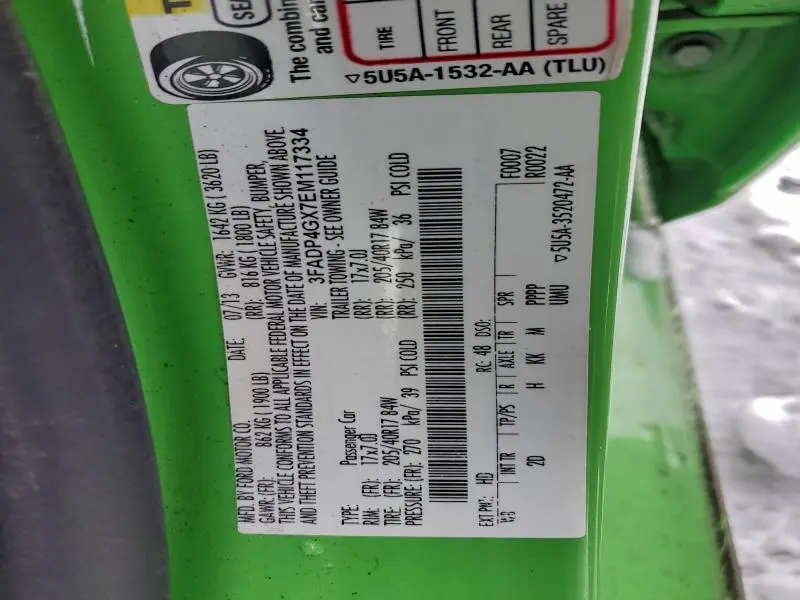 SEA
The combin
and car
TIRE
FRONT
REAR
SPARE
5U5A-1532-AA (TLU)
MFD. BY FORD MOTOR CO.
DATE: 07/13 GVWR: 1642 KG ( 3620 LB)
GAWR: (FR): 862 KG ( 1900 LB) (RR): 816 KG ( 1800 LB)
THIS VEHICLE CONFORMS TO ALL APPLICABLE FEDERAL MOTOR VEHICLE SAFETY, BUMPER,
AND THEFT PREVENTION STANDARDS IN EFFECT ON THE DATE OF MANUFACTURE SHOWN ABOVE.
VIN: 3FADP4GX7EM117334
TYPE: Passenger Car TRAILER TOWING - SEE OWNER GUIDE
RIM: (FR): 17x7.0J (RR): 17x7.0J
TIRE: (FR): 205/40R17 84W (RR): 205/40R17 84W
PRESSURE: (FR): 270 kPa/ 39 PSI COLD (RR): 250 kPa/ 36 PSI COLD
EXT PNT: HD RC: 48 DSO: F0007
R0022
WB INT TR TP/PS R AXLE TR SPR
2D H KK M PPPP
UMU
5U5A-3520472-AA